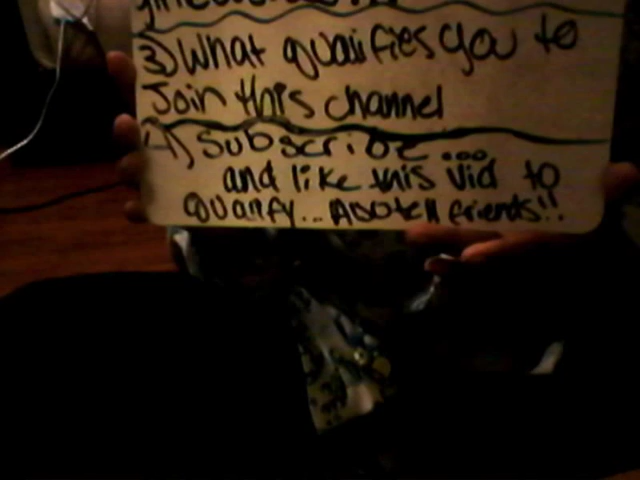 3) What qualifies you to
Join this channel
4) Subscribe...
and like this vid to
Qualify... Also tell friends!!